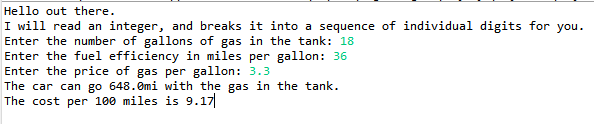 Hello out there.
I will read an integer, and breaks it into a sequence of individual digits for you.
Enter the number of gallons of gas in the tank: 18
Enter the fuel efficiency in miles per gallon: 36
Enter the price of gas per gallon: 3.3
The car can go 648.0mi with the gas in the tank.
The cost per 100 miles is 9.17